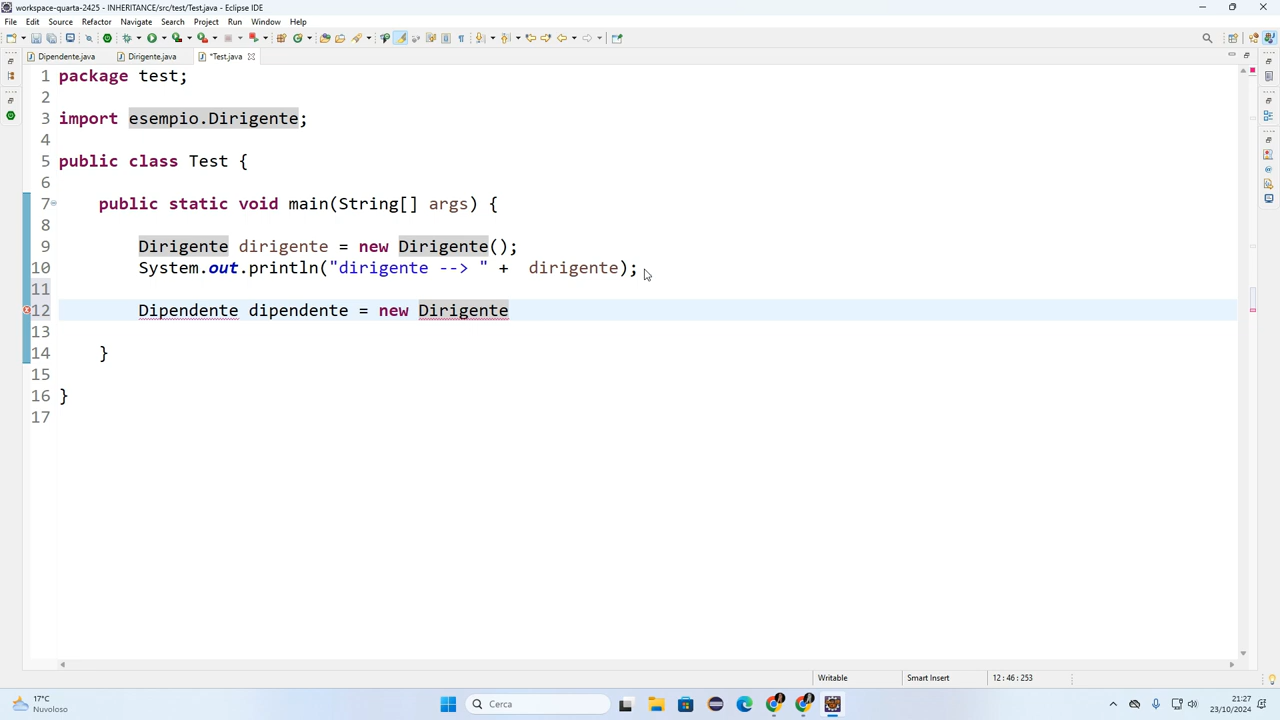 workspace-quarta-2425 - INHERITANCE/src/test/Test.java - Eclipse IDE
File Edit Source Refactor Navigate Search Project Run Window Help
Dipendente.java Dirigente.java *Test.java
1 package test;
2
3 import esempio.Dirigente;
4
5 public class Test {
6
7 public static void main(String[] args) {
8
9 Dirigente dirigente = new Dirigente();
10 System.out.println("dirigente --> " + dirigente);
11
12 Dipendente dipendente = new Dirigente
13
14 }
15
16 }
17
Writable Smart Insert 12 : 46 : 253
17°C
Nuvoloso
Cerca
21:27
23/10/2024